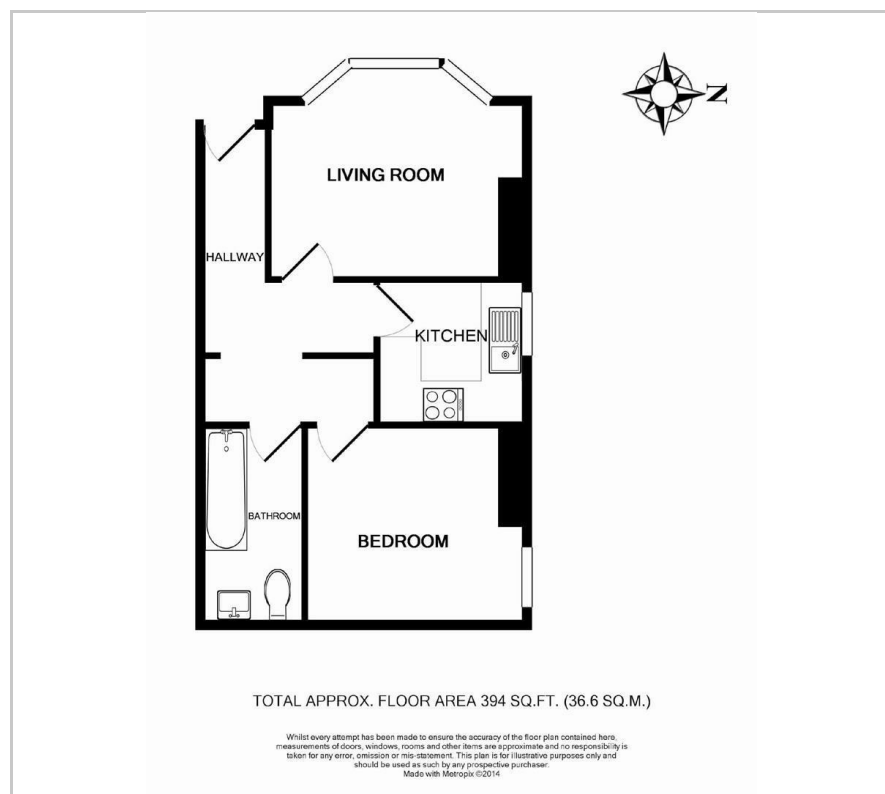 N
LIVING ROOM
HALLWAY
KITCHEN
BATHROOM
BEDROOM
TOTAL APPROX. FLOOR AREA 394 SQ.FT. (36.6 SQ.M.)
Whilst every attempt has been made to ensure the accuracy of the floor plan contained here,
measurements of doors, windows, rooms and other items are approximate and no responsibility is
taken for any error, omission or mis-statement. This plan is for illustrative purposes only and
should be used as such by any prospective purchaser.
Made with Metropix ©2014